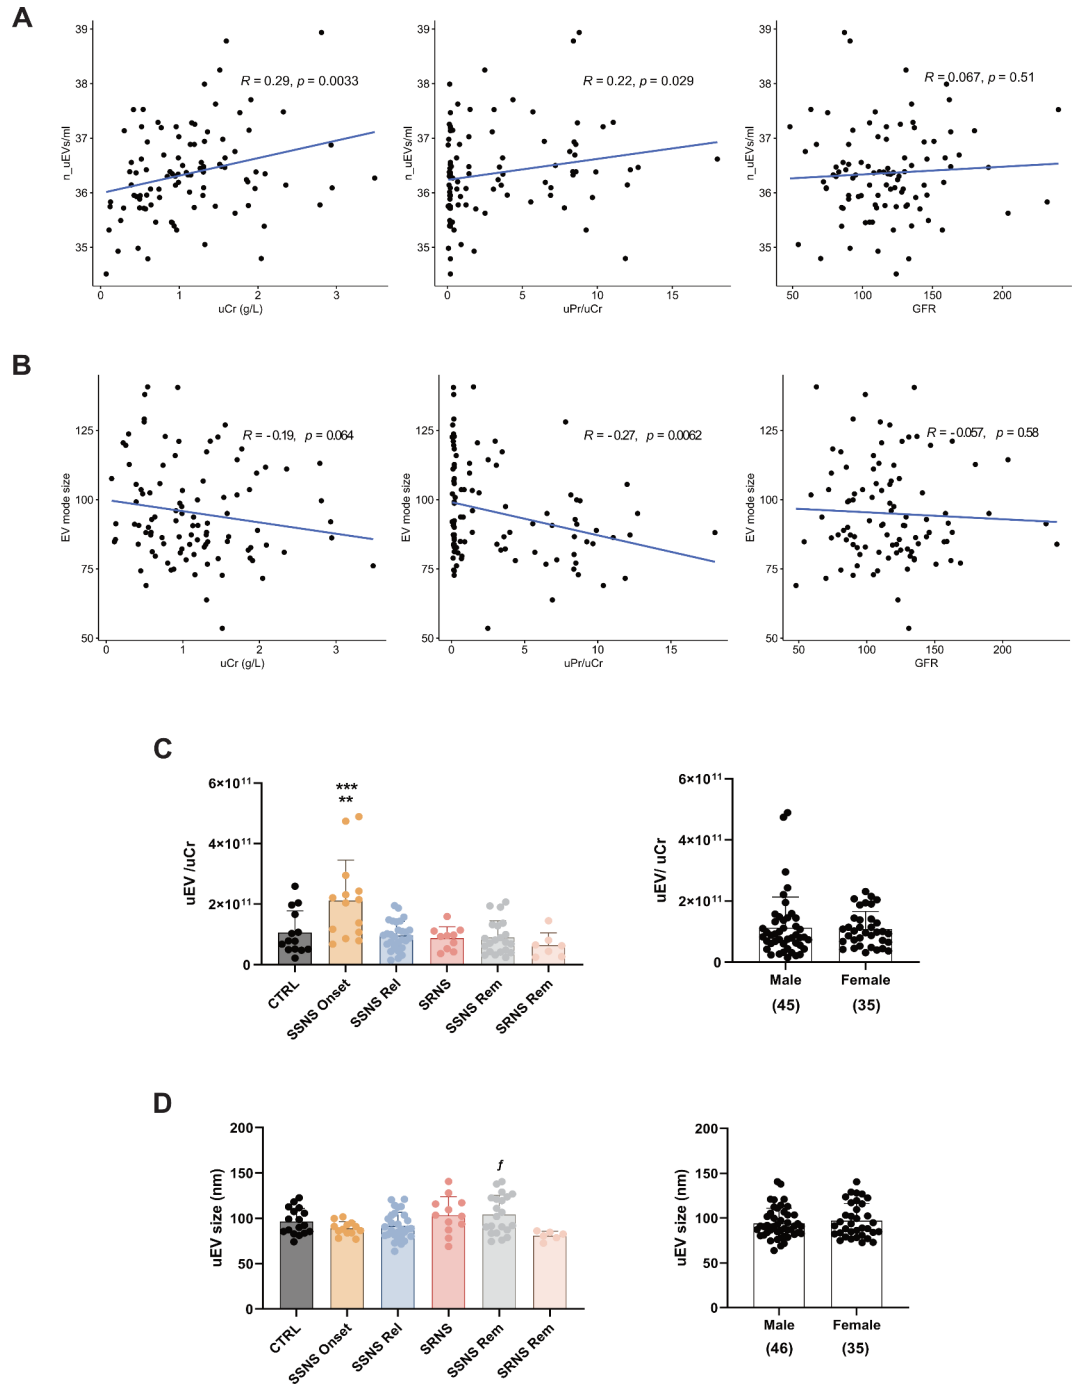 A
39
38
37
36
35
n_uEVs/ml
R = 0.29, p = 0.0033
0 1 2 3
uCr (g/L)
39
38
37
36
35
n_uEVs/ml
R = 0.22, p = 0.029
0 5 10 15
uPr/uCr
39
38
37
36
35
n_uEVs/ml
R = 0.067, p = 0.51
50 100 150 200
GFR
B
125
100
75
50
EV mode size
R = -0.19, p = 0.064
0 1 2 3
uCr (g/L)
125
100
75
50
EV mode size
R = -0.27, p = 0.0062
0 5 10 15
uPr/uCr
125
100
75
50
EV mode size
R = -0.057, p = 0.58
50 100 150 200
GFR
C
6×10¹¹
4×10¹¹
2×10¹¹
0
uEV /uCr
***
**
CTRL
SSNS Onset
SSNS Rel
SRNS
SSNS Rem
SRNS Rem
6×10¹¹
4×10¹¹
2×10¹¹
0
uEV/ uCr
Male Female
(45) (35)
D
200
150
100
50
0
uEV size (nm)
f
CTRL
SSNS Onset
SSNS Rel
SRNS
SSNS Rem
SRNS Rem
200
150
100
50
0
uEV size (nm)
Male Female
(46) (35)